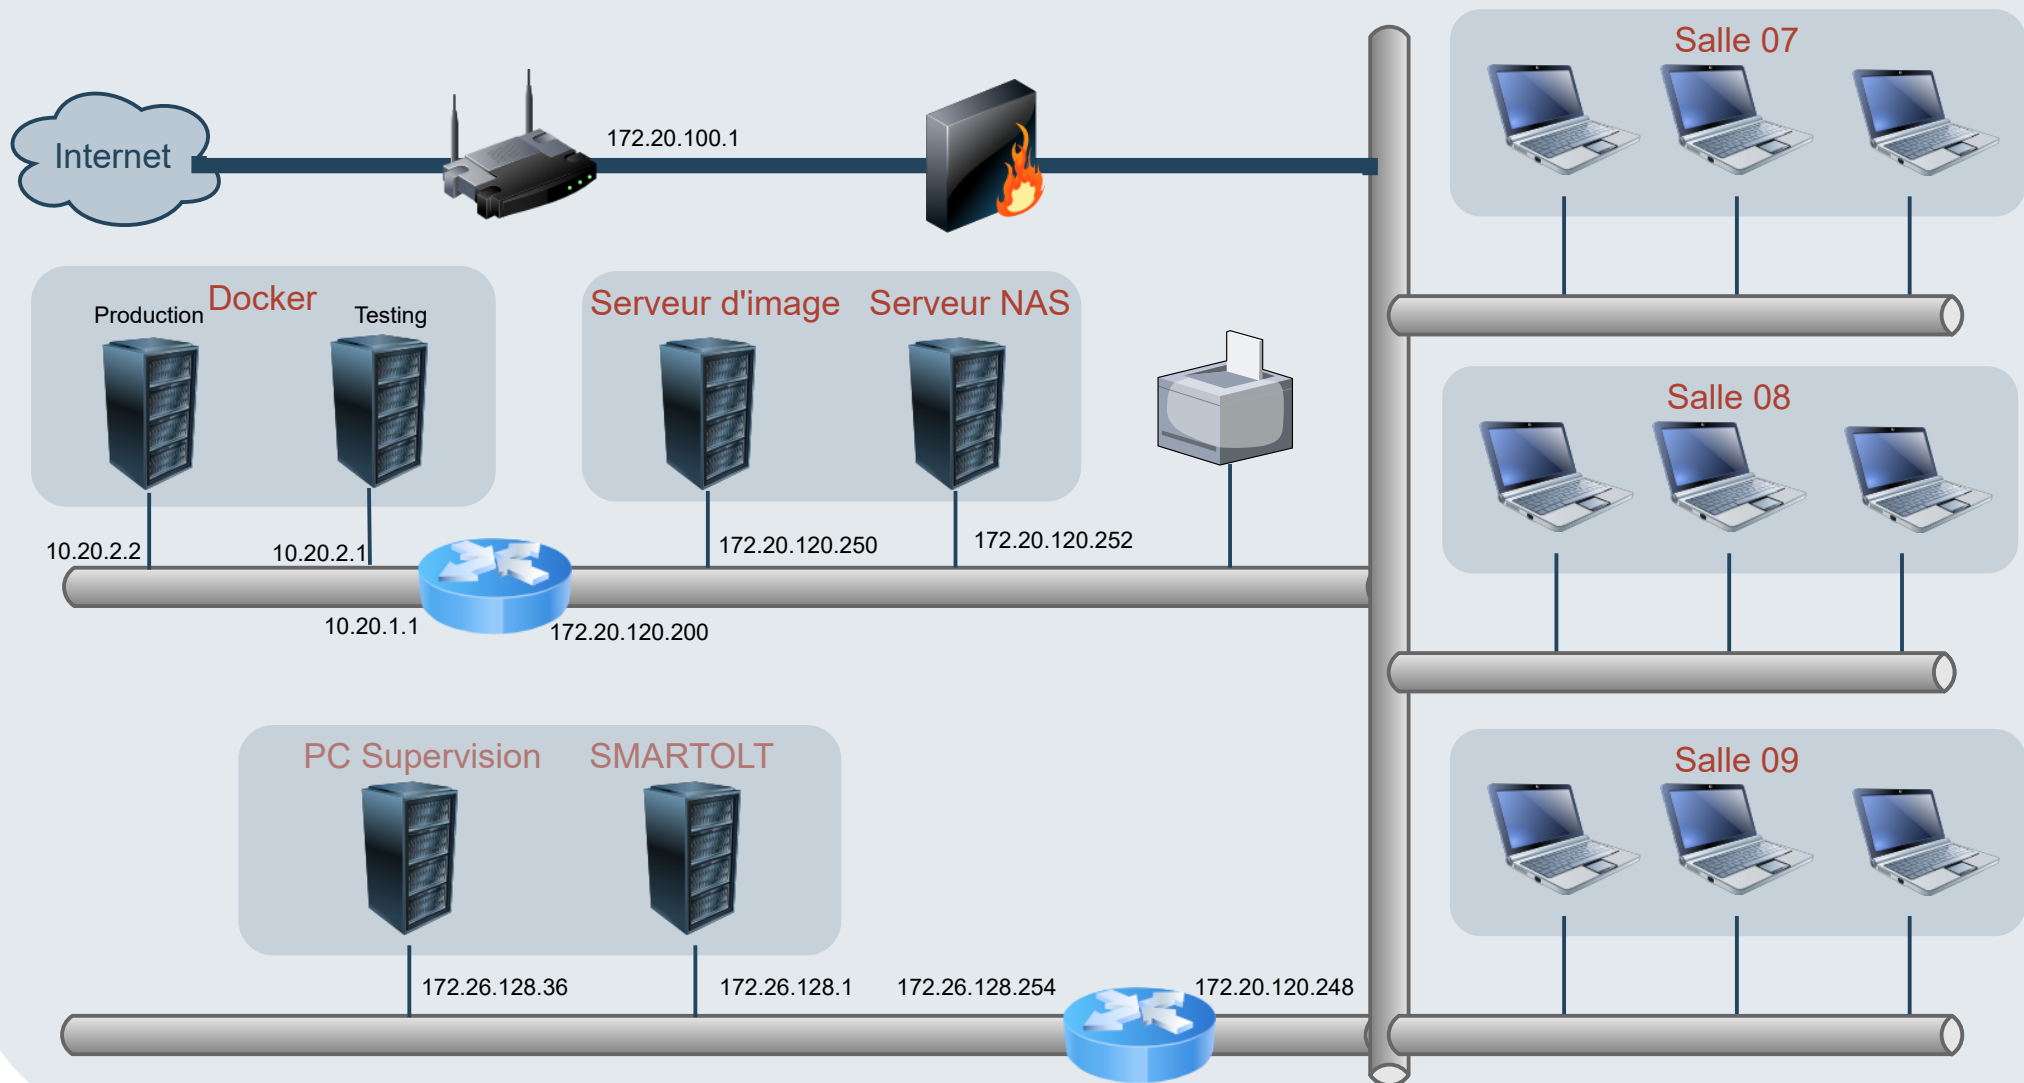 Salle 07
Internet
172.20.100.1
Docker
Production
Testing
Serveur d'image
Serveur NAS
10.20.2.2
10.20.2.1
172.20.120.250
172.20.120.252
10.20.1.1
172.20.120.200
Salle 08
PC Supervision
SMARTOLT
Salle 09
172.26.128.36
172.26.128.1
172.26.128.254
172.20.120.248